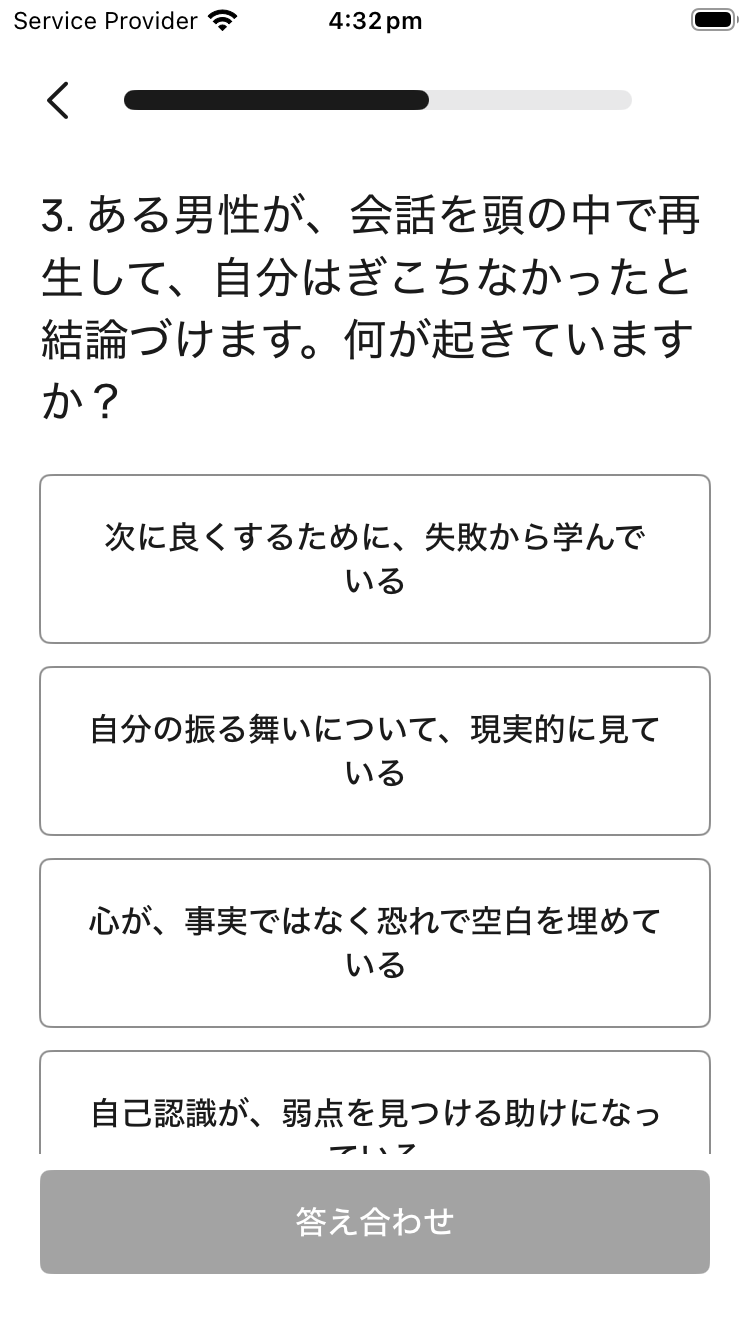 Service Provider 4:32pm
3. ある男性が、会話を頭の中で再
生して、自分はぎこちなかったと
結論づけます。何が起きています
か？
次に良くするために、失敗から学んで
いる
自分の振る舞いについて、現実的に見て
いる
心が、事実ではなく恐れで空白を埋めて
いる
自己認識が、弱点を見つける助けになっ
ている
答え合わせ